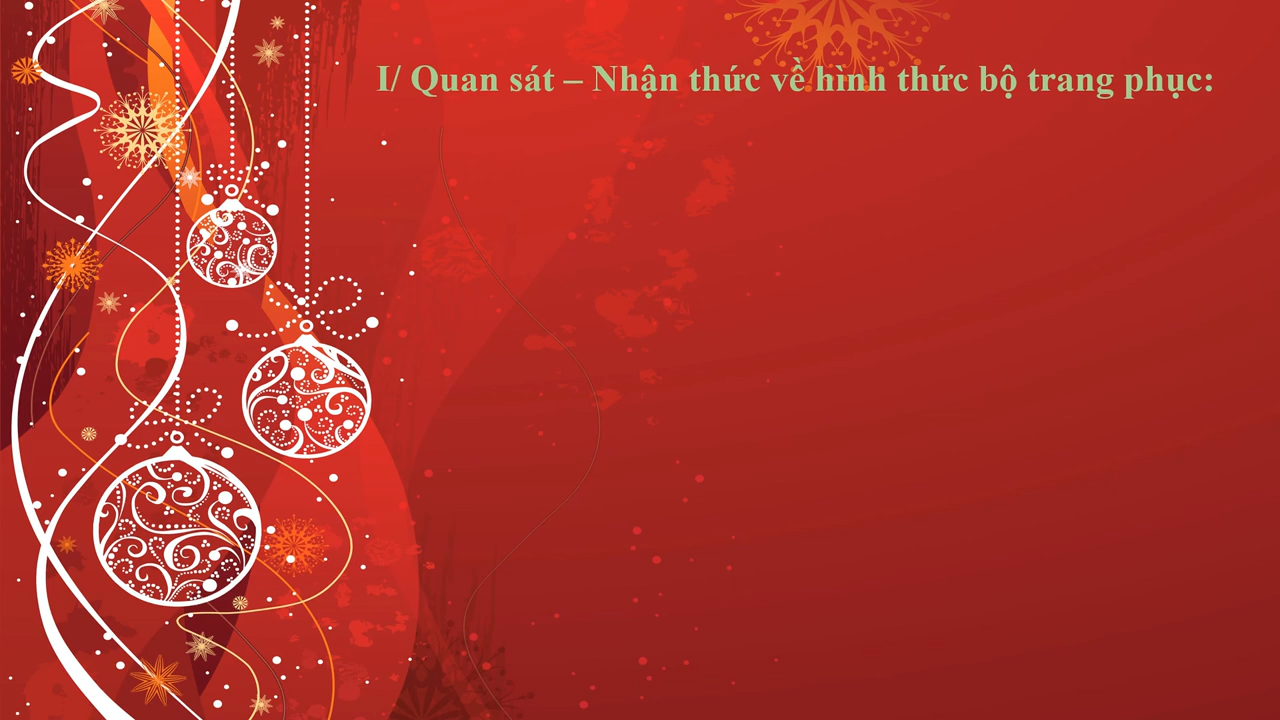 I/ Quan sát – Nhận thức về hình thức bộ trang phục: